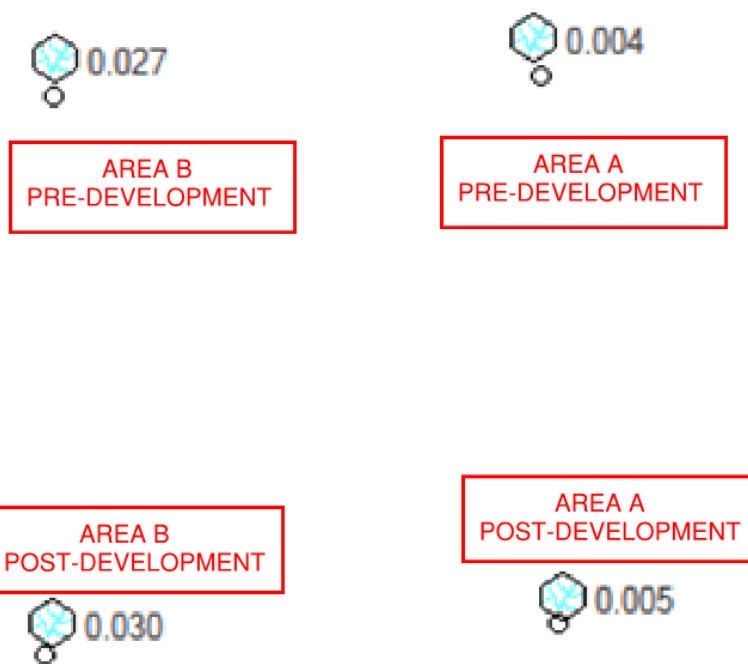 0.027
0.004
AREA B
PRE-DEVELOPMENT
AREA A
PRE-DEVELOPMENT
AREA B
POST-DEVELOPMENT
AREA A
POST-DEVELOPMENT
0.030
0.005